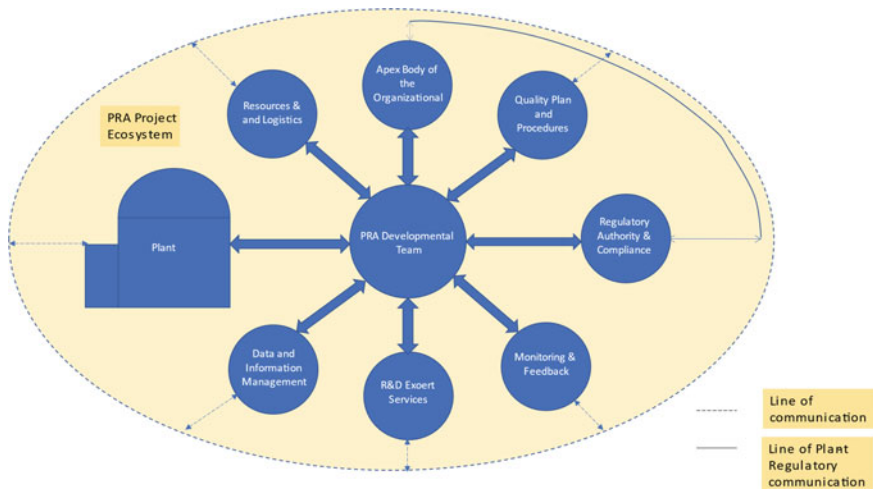 Apex Body of
the
Organizational
Resources &
and Logistics
Quality Plan
and
Procedures
PRA Project
Ecosystem
Plant
PRA Developmental
Team
Regulatory
Authority &
Compliance
Data and
Information
Management
R&D Exoert
Services
Monitoring &
Feedback
Line of
communication
Line of Plant
Regulatory
communication